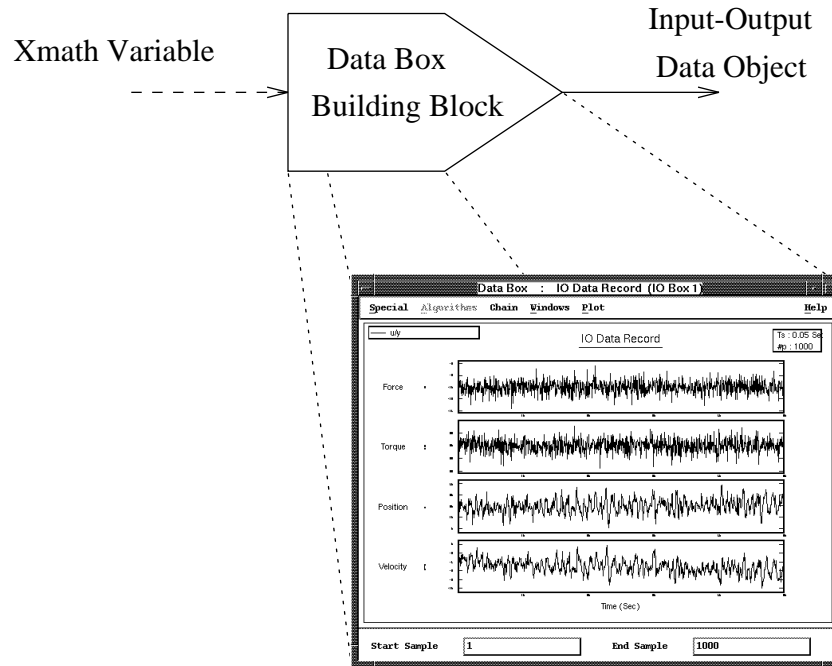 Xmath Variable
Data Box
Building Block
Input-Output
Data Object
Data Box : IO Data Record (IO Box 1)
Special Algorithms Chain Windows Plot Help
u/y
IO Data Record
Ts : 0.05 Sec
#p : 1000
Force
Torque
Position
Velocity
Time (Sec)
Start Sample 1 End Sample 1000